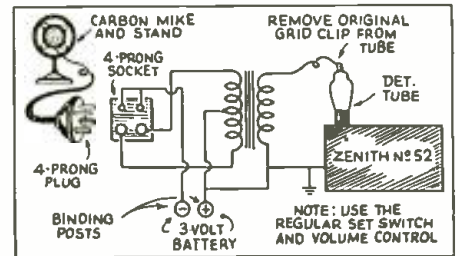 CARBON MIKE
AND STAND
REMOVE ORIGINAL
GRID CLIP FROM
TUBE
4-PRONG
SOCKET
DET.
TUBE
4-PRONG
PLUG
ZENITH Nº 52
BINDING
POSTS
- +
3-VOLT
BATTERY
NOTE: USE THE
REGULAR SET SWITCH
AND VOLUME CONTROL